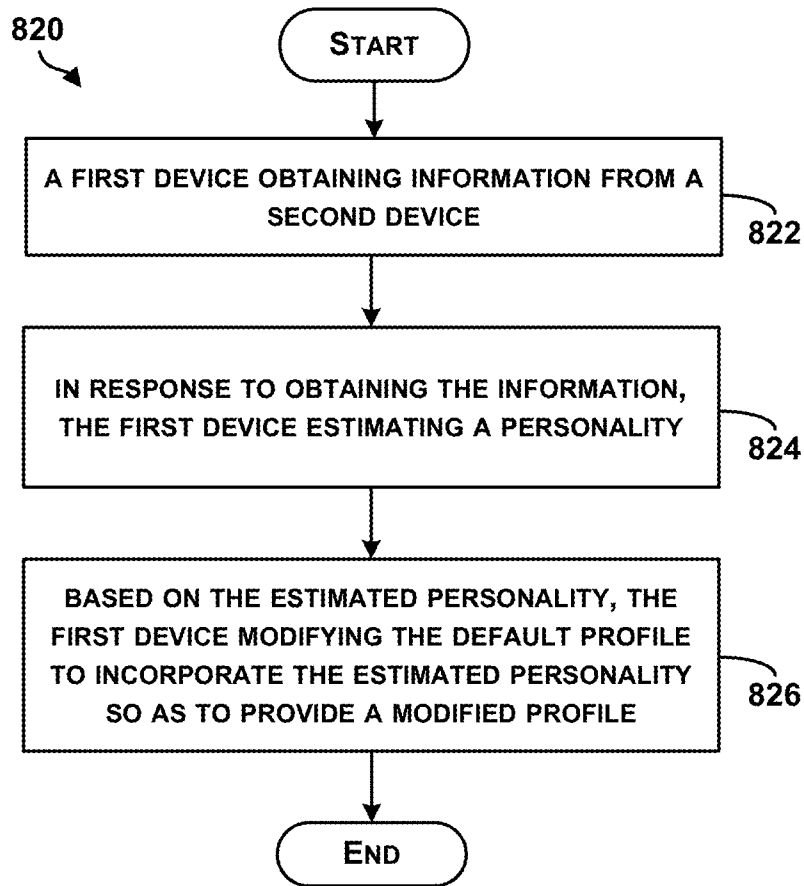 820
START
A FIRST DEVICE OBTAINING INFORMATION FROM A
SECOND DEVICE
822
IN RESPONSE TO OBTAINING THE INFORMATION,
THE FIRST DEVICE ESTIMATING A PERSONALITY
824
BASED ON THE ESTIMATED PERSONALITY, THE
FIRST DEVICE MODIFYING THE DEFAULT PROFILE
TO INCORPORATE THE ESTIMATED PERSONALITY
SO AS TO PROVIDE A MODIFIED PROFILE
826
END